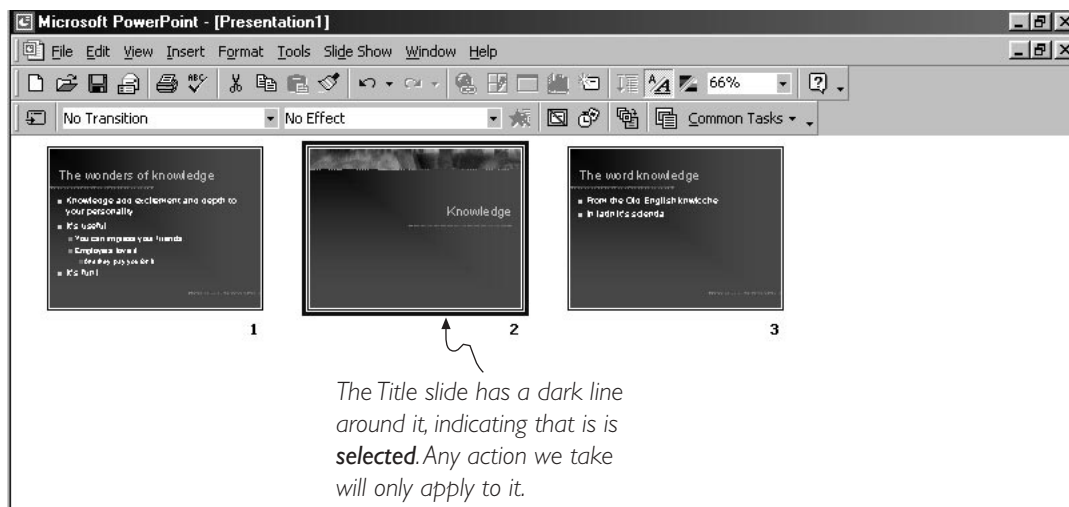 Microsoft PowerPoint - [Presentation1]
File Edit View Insert Format Tools Slide Show Window Help
ABC 66%
No Transition No Effect Common Tasks
The wonders of knowledge
Knowledge add excitement and depth to
your personality
It's useful
You can impress your friends
Employers love it
It's fun!
1
Knowledge
2
The word knowledge
From the Old English
In latin it's
3
The Title slide has a dark line
around it, indicating that is is
selected. Any action we take
will only apply to it.